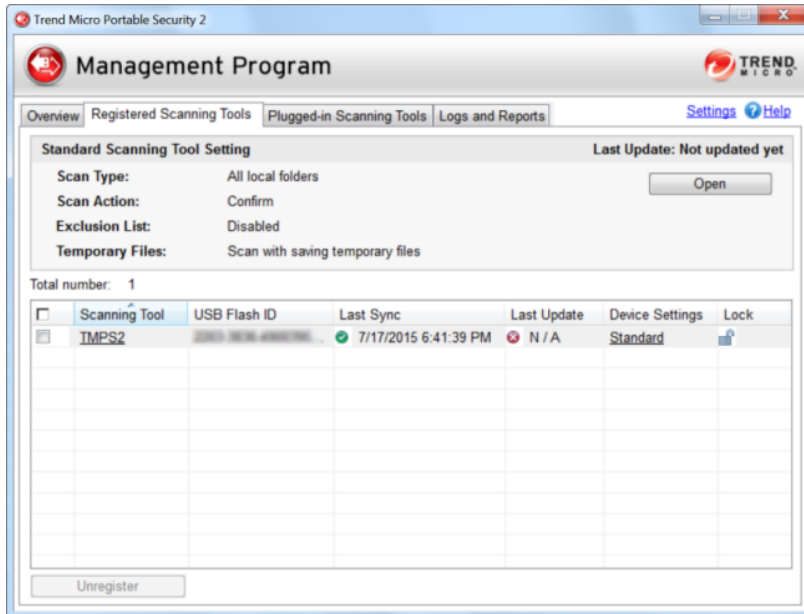 Trend Micro Portable Security 2
Management Program
TREND
MICRO
Overview Registered Scanning Tools Plugged-in Scanning Tools Logs and Reports Settings Help
Standard Scanning Tool Setting Last Update: Not updated yet
Scan Type: All local folders Open
Scan Action: Confirm
Exclusion List: Disabled
Temporary Files: Scan with saving temporary files
Total number: 1
Scanning Tool USB Flash ID Last Sync Last Update Device Settings Lock
TMPS2 7/17/2015 6:41:39 PM N / A Standard
Unregister